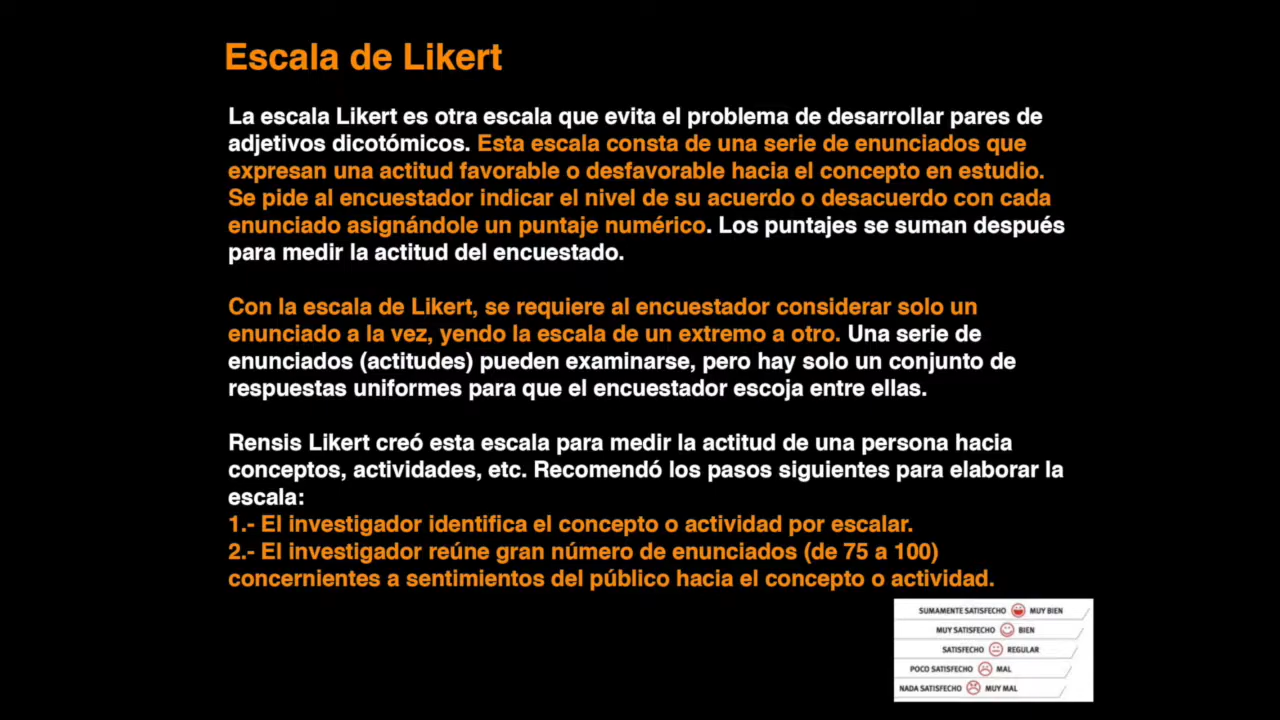 Escala de Likert
La escala Likert es otra escala que evita el problema de desarrollar pares de
adjetivos dicotómicos. Esta escala consta de una serie de enunciados que
expresan una actitud favorable o desfavorable hacia el concepto en estudio.
Se pide al encuestador indicar el nivel de su acuerdo o desacuerdo con cada
enunciado asignándole un puntaje numérico. Los puntajes se suman después
para medir la actitud del encuestado.
Con la escala de Likert, se requiere al encuestador considerar solo un
enunciado a la vez, yendo la escala de un extremo a otro. Una serie de
enunciados (actitudes) pueden examinarse, pero hay solo un conjunto de
respuestas uniformes para que el encuestador escoja entre ellas.
Rensis Likert creó esta escala para medir la actitud de una persona hacia
conceptos, actividades, etc. Recomendó los pasos siguientes para elaborar la
escala:
1.- El investigador identifica el concepto o actividad por escalar.
2.- El investigador reúne gran número de enunciados (de 75 a 100)
concernientes a sentimientos del público hacia el concepto o actividad.
SUMAMENTE SATISFECHO MUY BIEN
MUY SATISFECHO BIEN
SATISFECHO REGULAR
POCO SATISFECHO MAL
NADA SATISFECHO MUY MAL